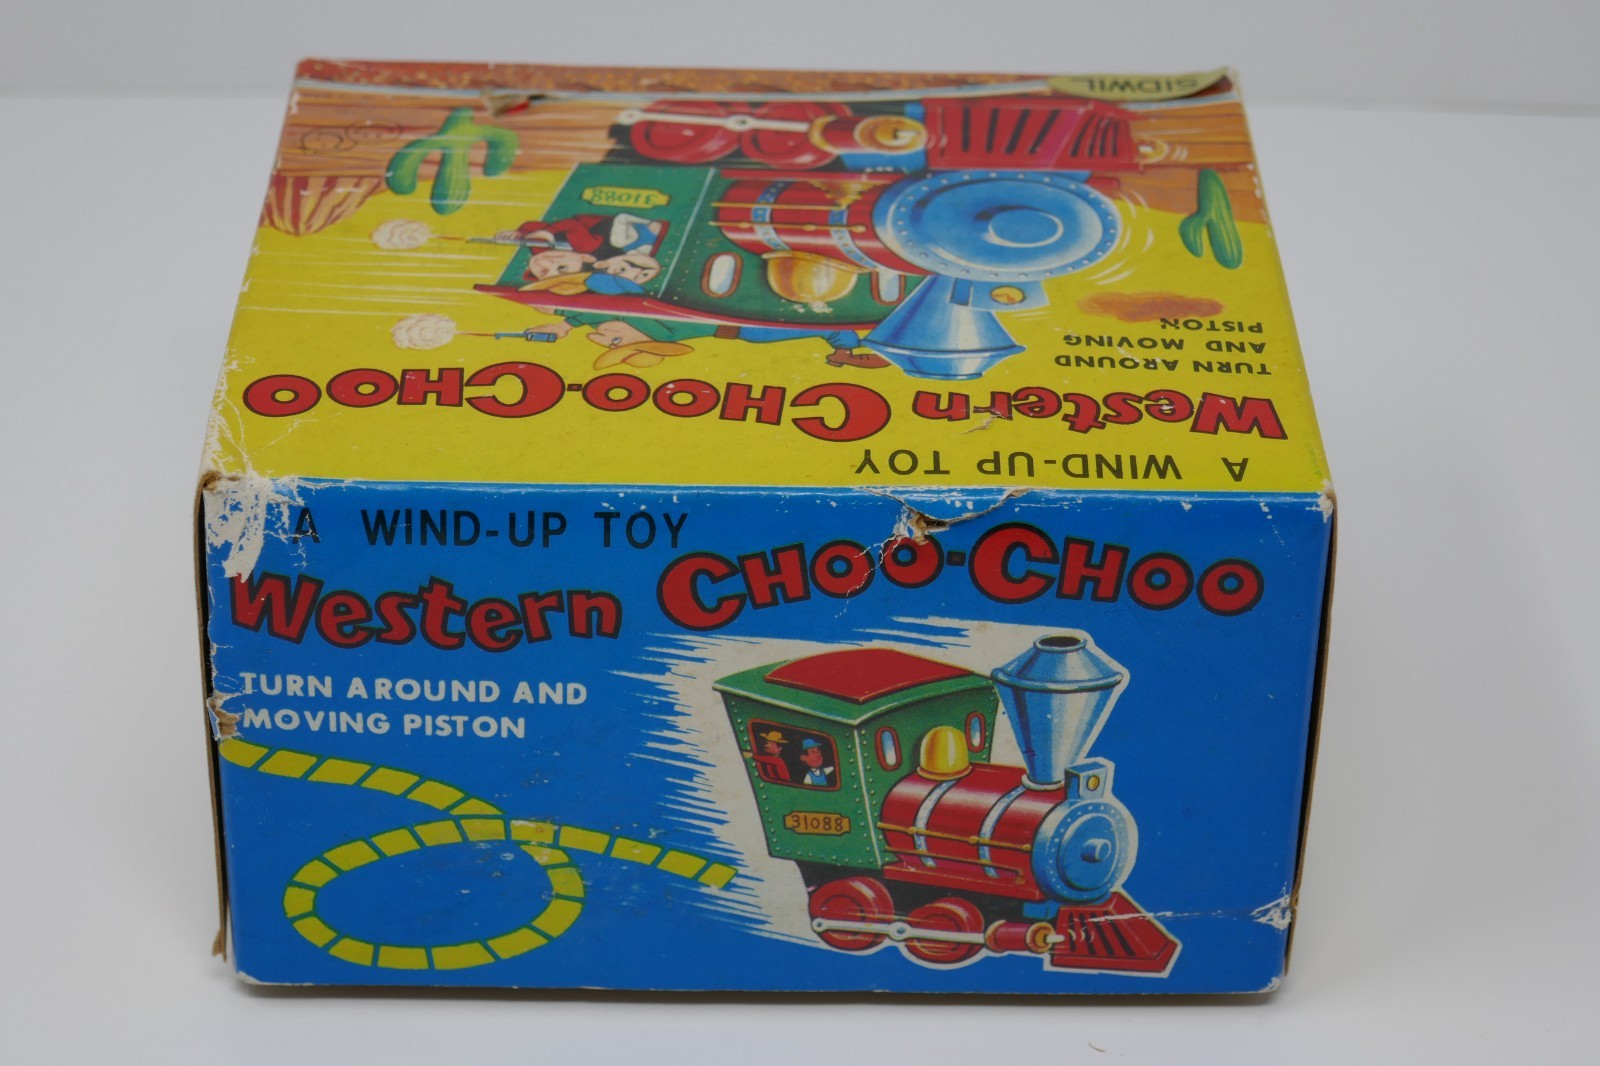 SIDWIL
31088
TURN AROUND
AND MOVING
PISTON
Western CHOO-CHOO
A WIND-UP TOY
A WIND-UP TOY
Western CHOO-CHOO
TURN AROUND AND
MOVING PISTON
31088